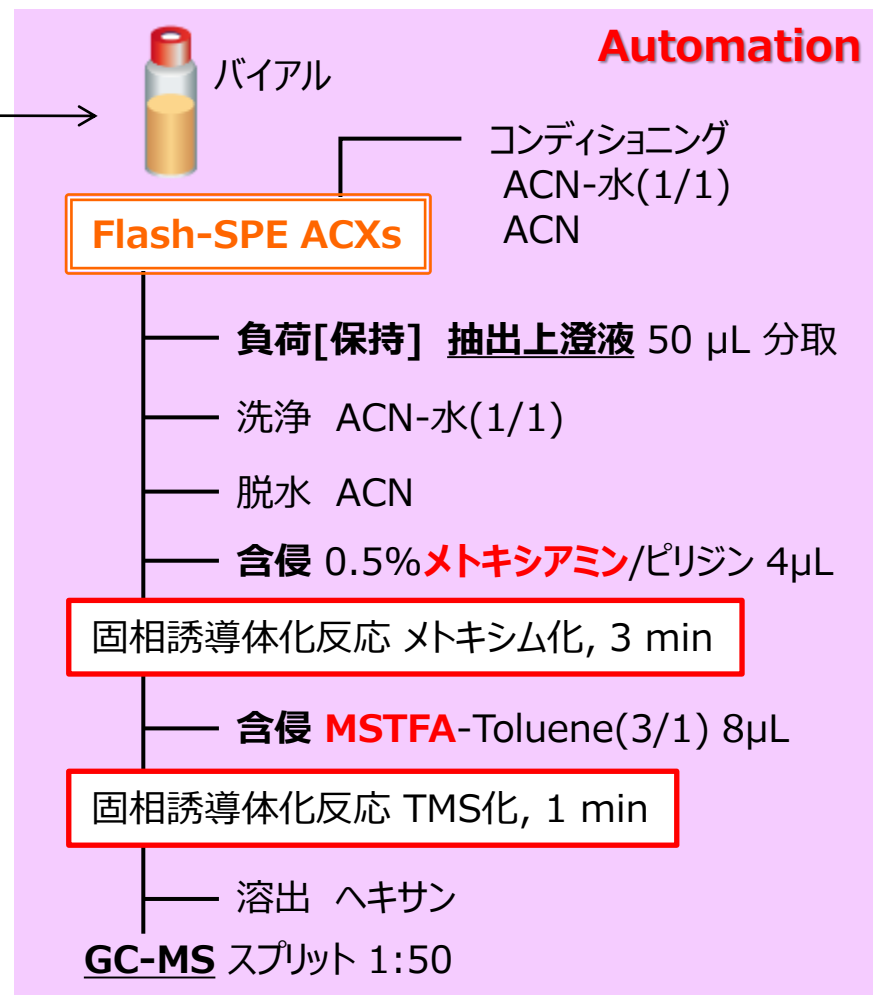 Automation
バイアル
コンディショニング
ACN-水(1/1)
ACN
Flash-SPE ACXs
負荷[保持] 抽出上澄液 50 µL 分取
洗浄 ACN-水(1/1)
脱水 ACN
含侵 0.5%メトキシアミン/ピリジン 4µL
固相誘導体化反応 メトキシム化, 3 min
含侵 MSTFA-Toluene(3/1) 8µL
固相誘導体化反応 TMS化, 1 min
溶出 ヘキサン
GC-MS スプリット 1:50